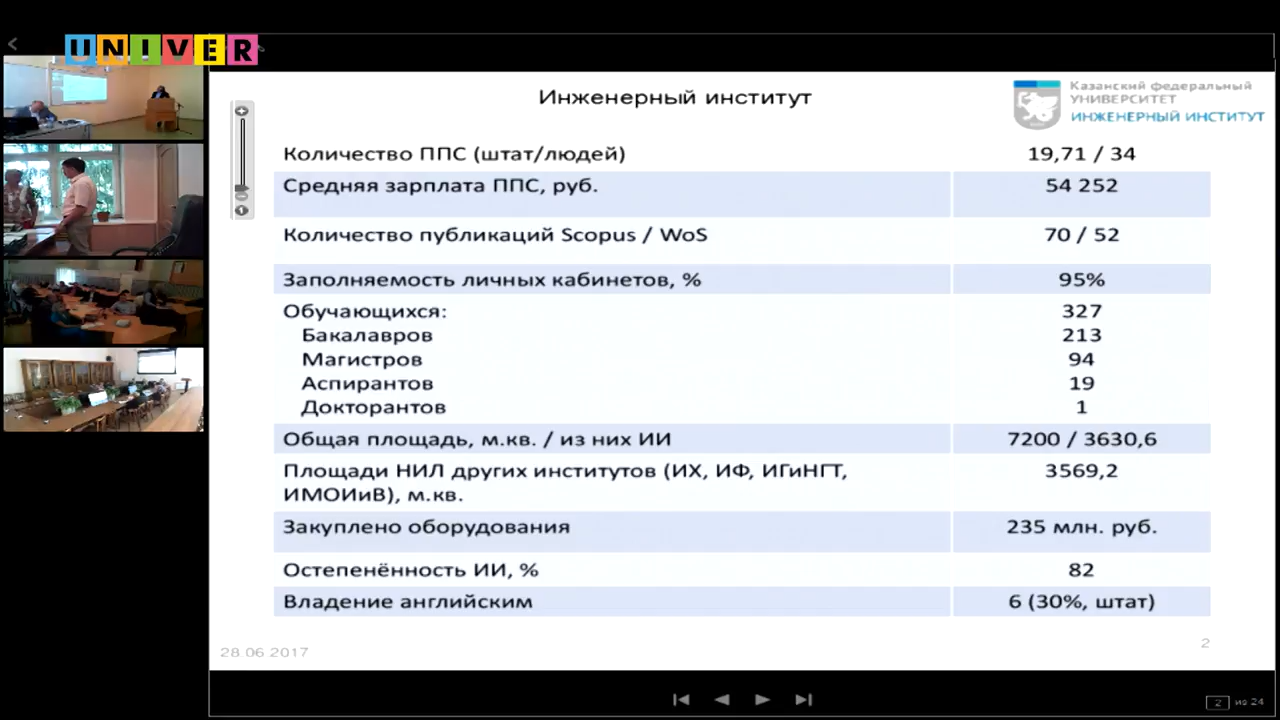 UNIVER
Инженерный институт
Казанский федеральный
УНИВЕРСИТЕТ
ИНЖЕНЕРНЫЙ ИНСТИТУТ
Количество ППС (штат/людей) 19,71 / 34
Средняя зарплата ППС, руб. 54 252
Количество публикаций Scopus / WoS 70 / 52
Заполняемость личных кабинетов, % 95%
Обучающихся: 327
Бакалавров 213
Магистров 94
Аспирантов 19
Докторантов 1
Общая площадь, м.кв. / из них ИИ 7200 / 3630,6
Площади НИЛ других институтов (ИХ, ИФ, ИГиНГТ, 3569,2
ИМОИиВ), м.кв.
Закуплено оборудования 235 млн. руб.
Остепенённость ИИ, % 82
Владение английским 6 (30%, штат)
28.06.2017
2
2 из 24